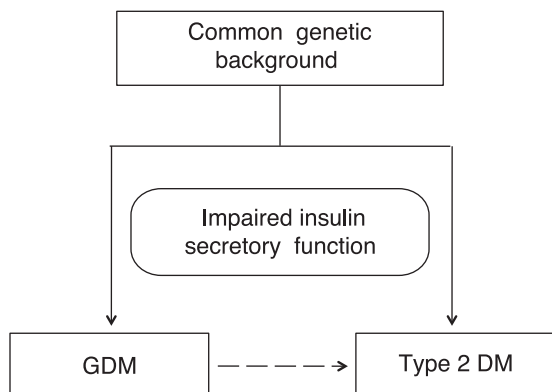 Common genetic
background
Impaired insulin
secretory function
GDM
Type 2 DM